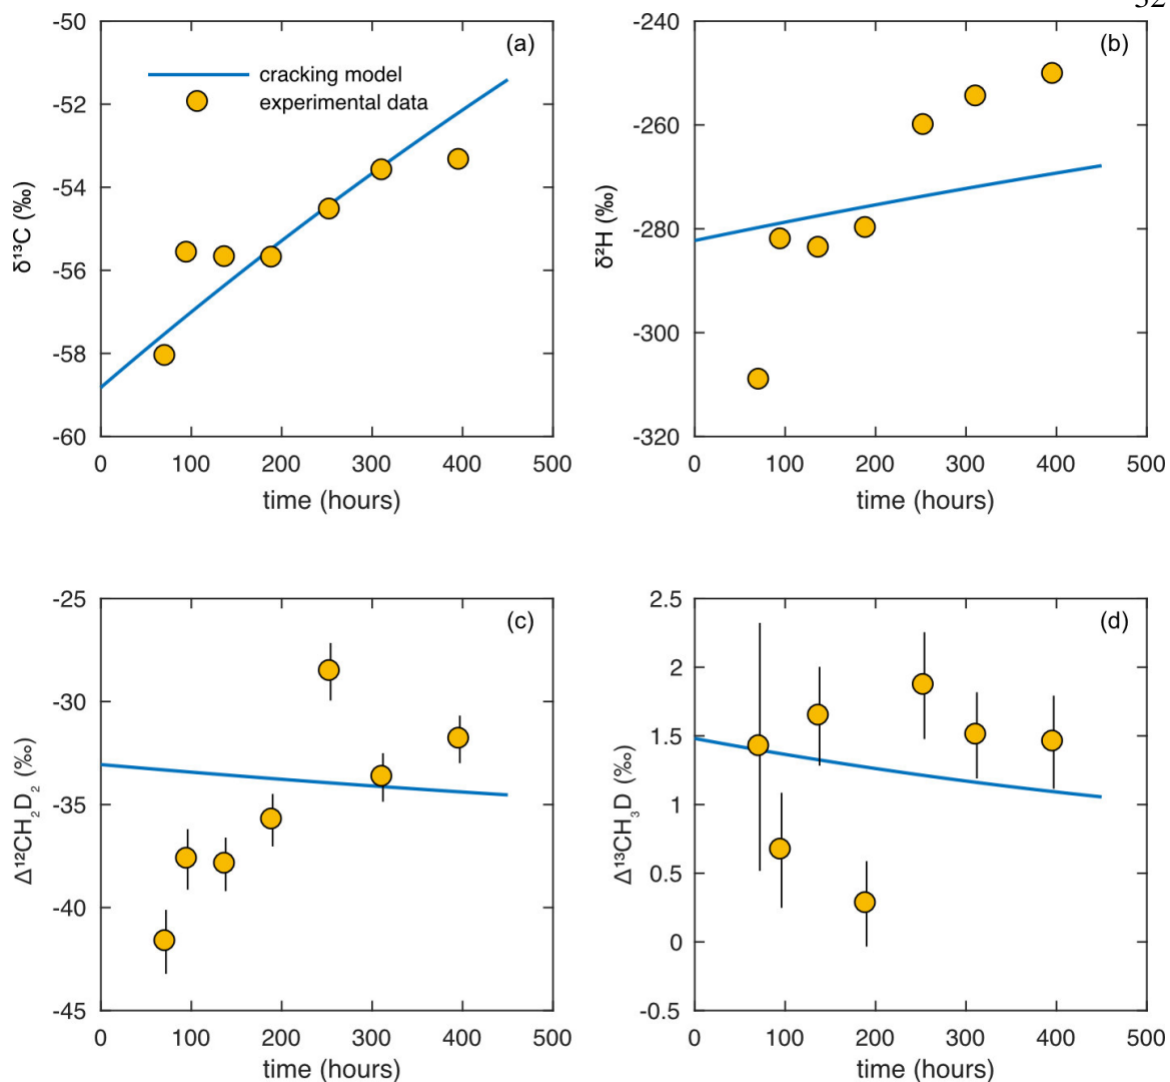 32
-50
-52
-54
-56
-58
-60
0 100 200 300 400 500
δ¹³C (‰)
time (hours)
(a)
cracking model
experimental data
-240
-260
-280
-300
-320
0 100 200 300 400 500
δ²H (‰)
time (hours)
(b)
-25
-30
-35
-40
-45
0 100 200 300 400 500
Δ¹²CH₂D₂ (‰)
time (hours)
(c)
2.5
2
1.5
1
0.5
0
-0.5
0 100 200 300 400 500
Δ¹³CH₃D (‰)
time (hours)
(d)